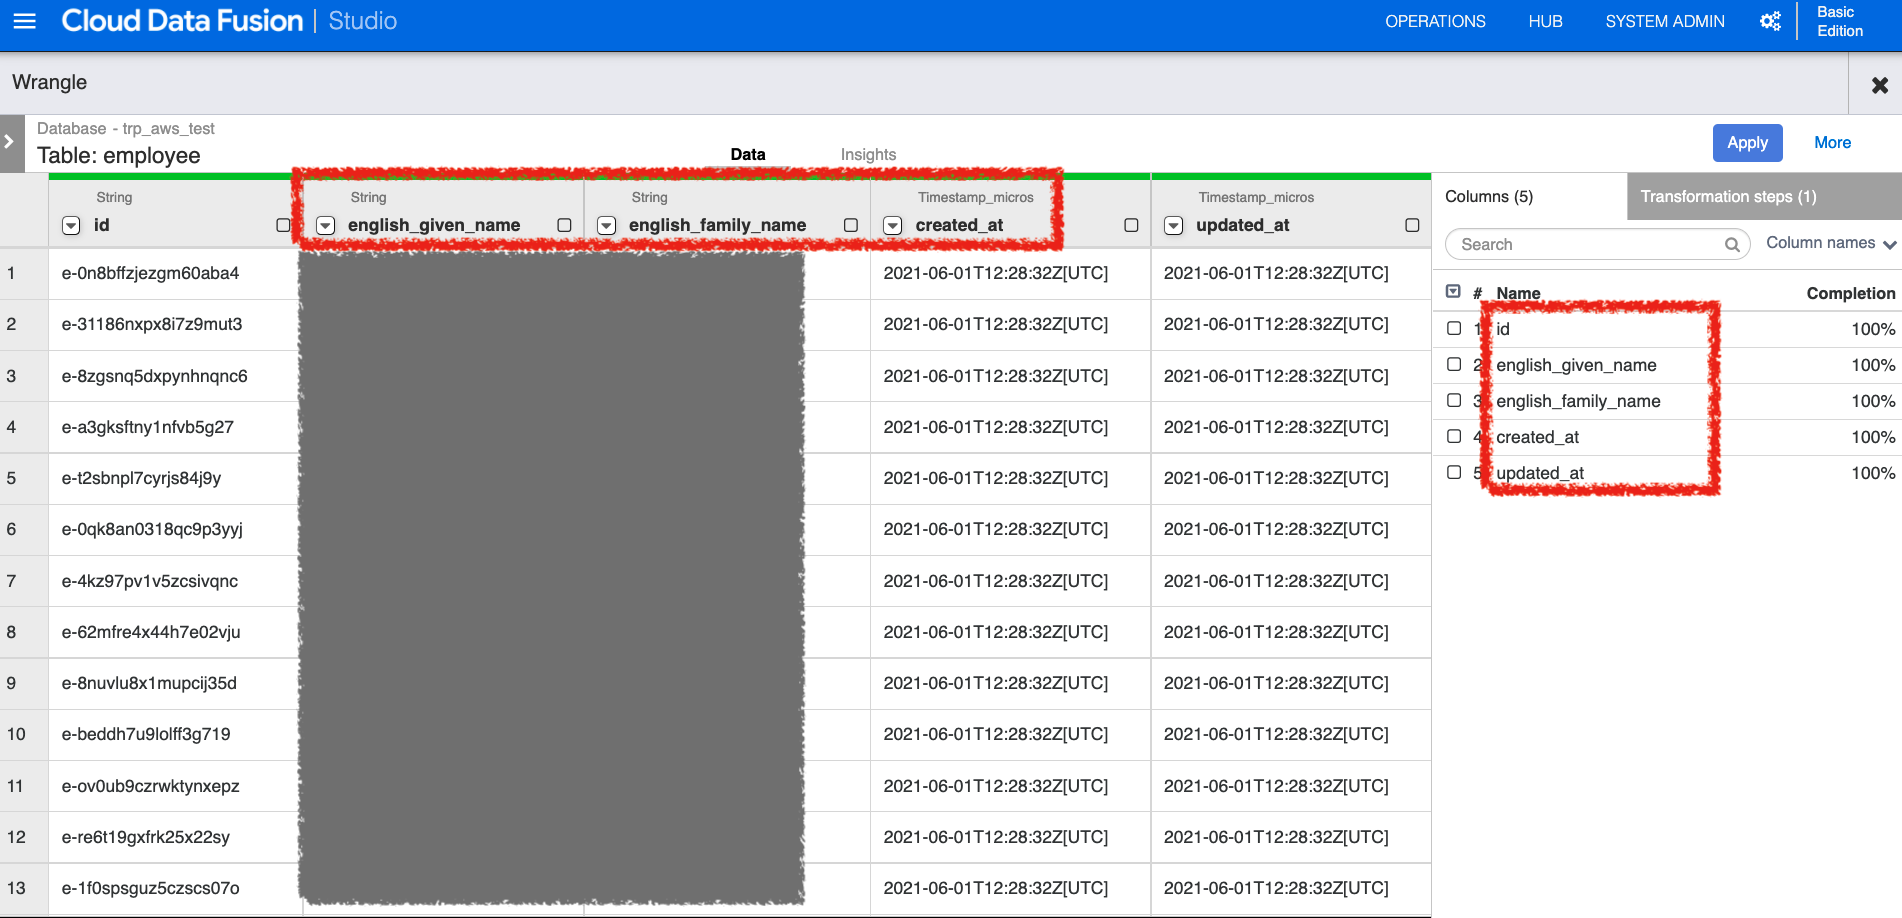 Cloud Data Fusion | Studio
OPERATIONS HUB SYSTEM ADMIN Basic Edition
Wrangle
Database - trp_aws_test
Table: employee
Data Insights
Apply More
String String String Timestamp_micros Timestamp_micros
id english_given_name english_family_name created_at updated_at
1 e-0n8bffzjezgm60aba4 2021-06-01T12:28:32Z[UTC] 2021-06-01T12:28:32Z[UTC]
2 e-31186nxpx8i7z9mut3 2021-06-01T12:28:32Z[UTC] 2021-06-01T12:28:32Z[UTC]
3 e-8zgsnq5dxpynhnqnc6 2021-06-01T12:28:32Z[UTC] 2021-06-01T12:28:32Z[UTC]
4 e-a3gksftny1nfvb5g27 2021-06-01T12:28:32Z[UTC] 2021-06-01T12:28:32Z[UTC]
5 e-t2sbnpl7cyrjs84j9y 2021-06-01T12:28:32Z[UTC] 2021-06-01T12:28:32Z[UTC]
6 e-0qk8an0318qc9p3yyj 2021-06-01T12:28:32Z[UTC] 2021-06-01T12:28:32Z[UTC]
7 e-4kz97pv1v5zcsivqnc 2021-06-01T12:28:32Z[UTC] 2021-06-01T12:28:32Z[UTC]
8 e-62mfre4x44h7e02vju 2021-06-01T12:28:32Z[UTC] 2021-06-01T12:28:32Z[UTC]
9 e-8nuvlu8x1mupcij35d 2021-06-01T12:28:32Z[UTC] 2021-06-01T12:28:32Z[UTC]
10 e-beddh7u9lolff3g719 2021-06-01T12:28:32Z[UTC] 2021-06-01T12:28:32Z[UTC]
11 e-ov0ub9czrwktynxepz 2021-06-01T12:28:32Z[UTC] 2021-06-01T12:28:32Z[UTC]
12 e-re6t19gxfrk25x22sy 2021-06-01T12:28:32Z[UTC] 2021-06-01T12:28:32Z[UTC]
13 e-1f0spsguz5czscs07o 2021-06-01T12:28:32Z[UTC] 2021-06-01T12:28:32Z[UTC]
Columns (5) Transformation steps (1)
Search Column names
# Name Completion
1 id 100%
2 english_given_name 100%
3 english_family_name 100%
4 created_at 100%
5 updated_at 100%